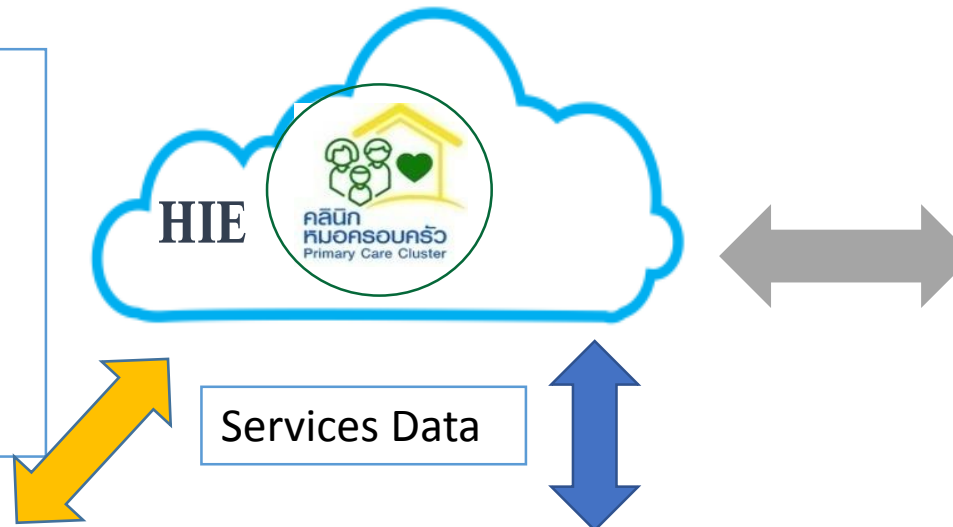 HIE
คลินิก
หมอครอบครัว
Primary Care Cluster
Services Data